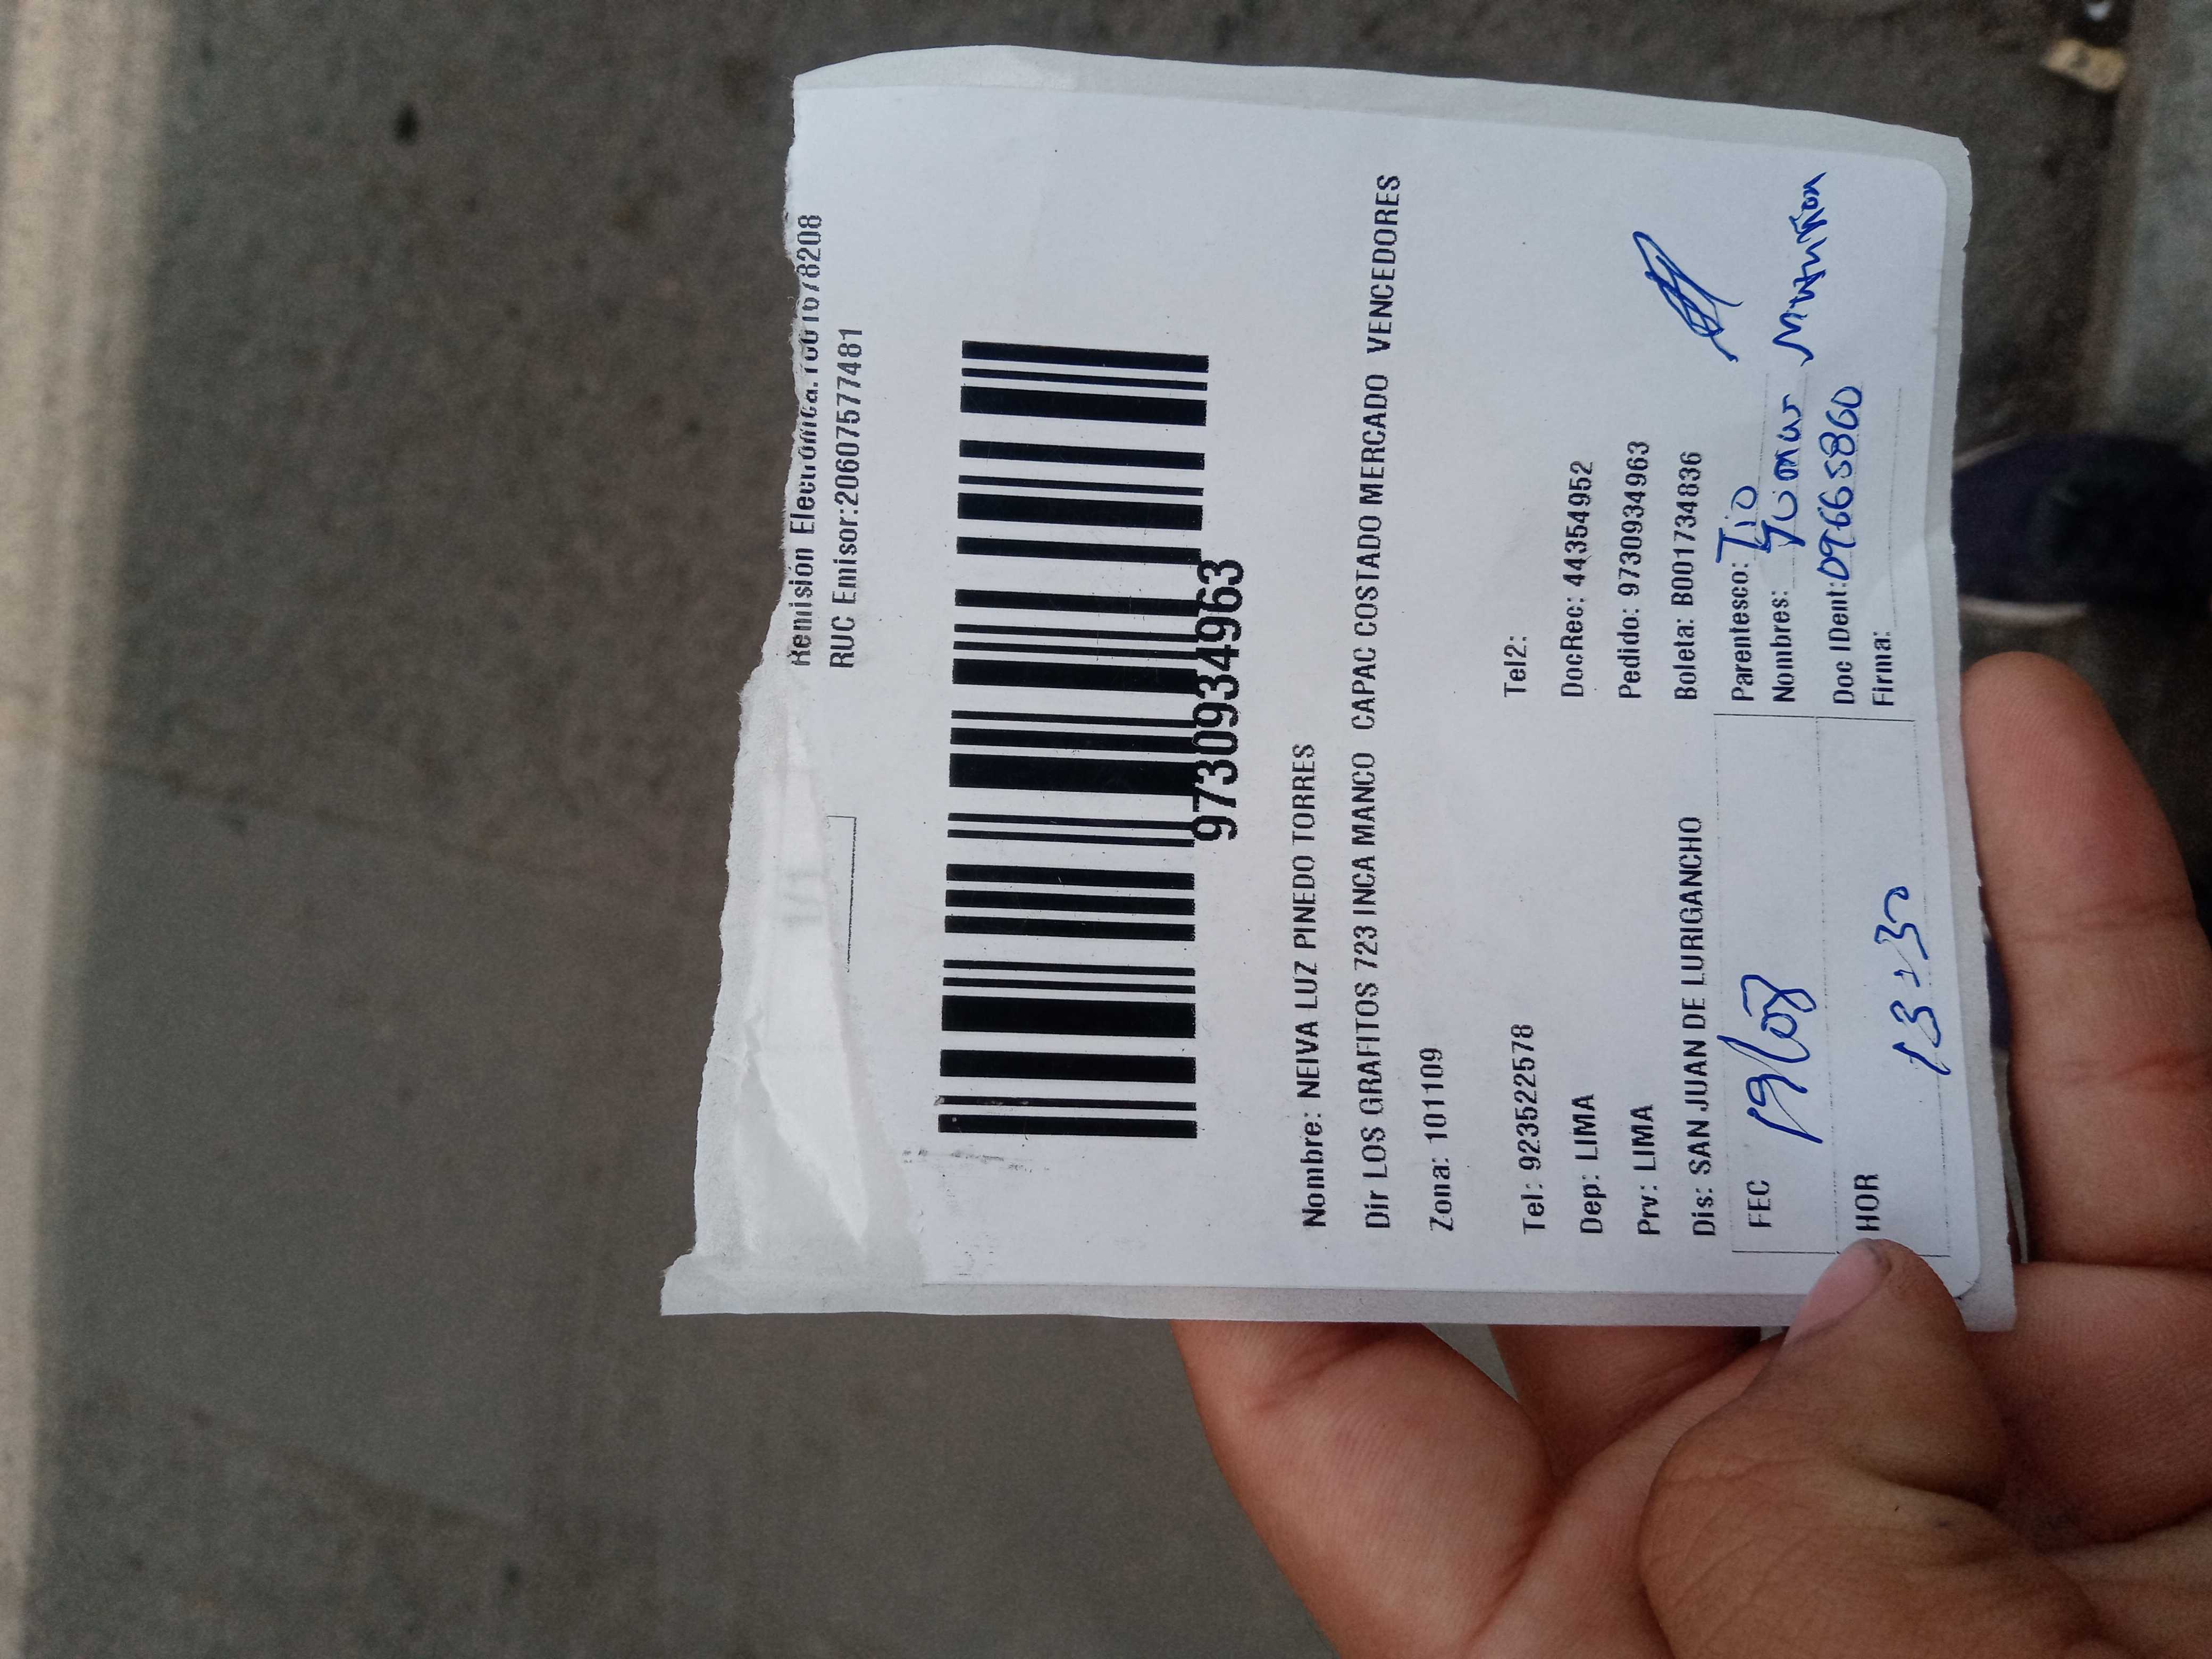 Remisión Electrónica:
RUC Emisor:20607577481
1/1
9730934963
Nombre: NEIVA LUZ PINEDO TORRES
Dir LOS GRAFITOS 723 INCA MANCO CAPAC COSTADO MERCADO VENCEDORES
Zona: 101109
Tel: 923522578 Tel2:
Dep: LIMA DocRec: 44354952
Prv: LIMA Pedido: 9730934963
Dis: SAN JUAN DE LURIGANCHO Boleta: B001734836
FEC 19/08 Parentesco: Tio
Nombres:
HOR 13:30 Doc IDent: 09665860
Firma: